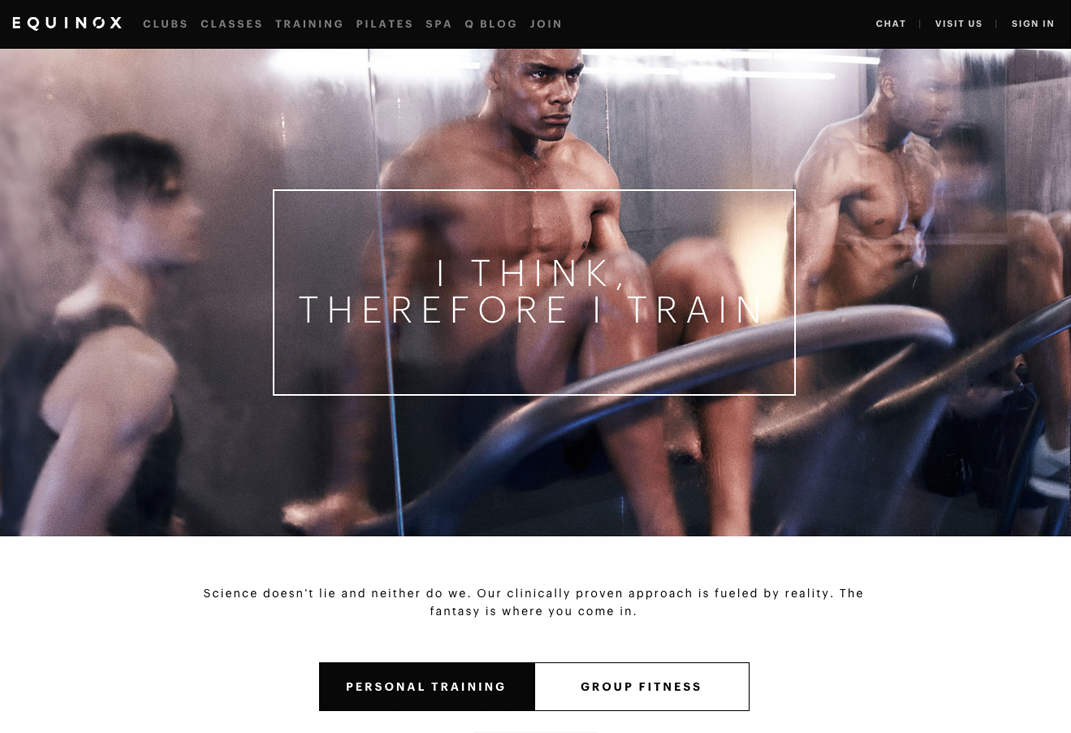 EQUINOX CLUBS CLASSES TRAINING PILATES SPA Q BLOG JOIN CHAT VISIT US SIGN IN
I THINK,
THEREFORE I TRAIN
Science doesn't lie and neither do we. Our clinically proven approach is fueled by reality. The
fantasy is where you come in.
PERSONAL TRAINING GROUP FITNESS